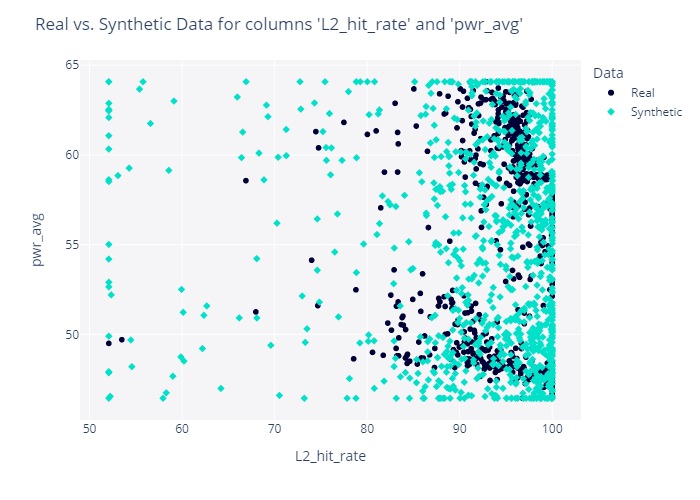 Real vs. Synthetic Data for columns 'L2_hit_rate' and 'pwr_avg'
Data
Real
Synthetic
65
60
55
50
pwr_avg
50
60
70
80
90
100
L2_hit_rate